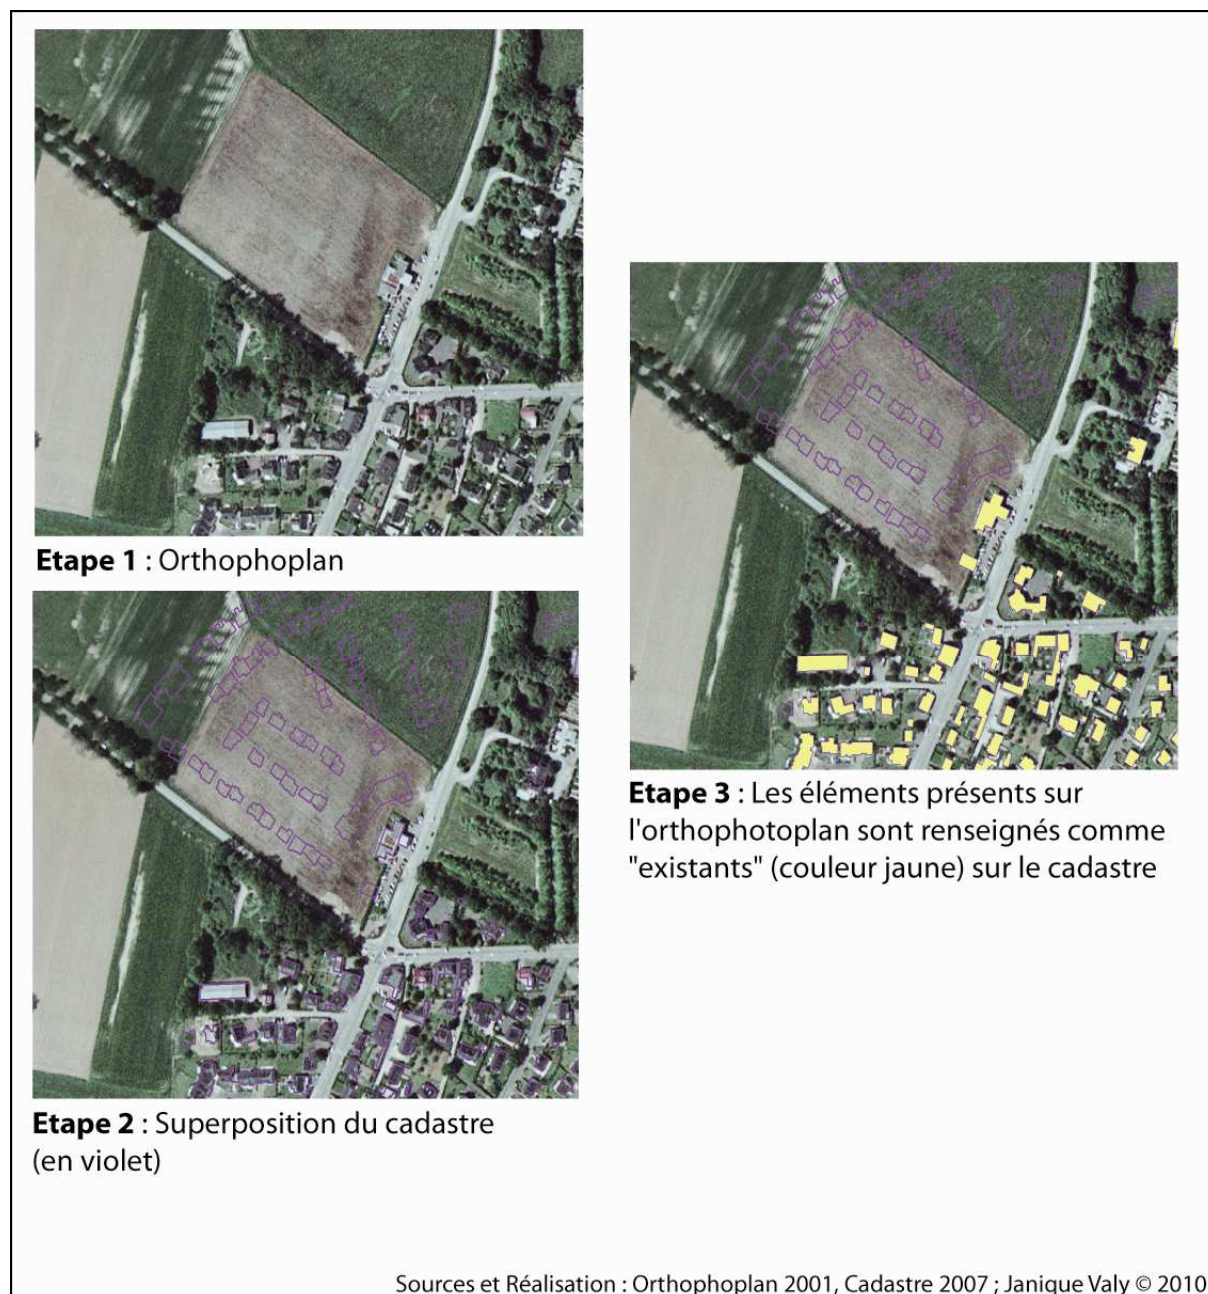 Etape 1 : Orthophoplan
Etape 2 : Superposition du cadastre
(en violet)
Etape 3 : Les éléments présents sur
l'orthophotoplan sont renseignés comme
"existants" (couleur jaune) sur le cadastre
Sources et Réalisation : Orthophoplan 2001, Cadastre 2007 ; Janique Valy © 2010